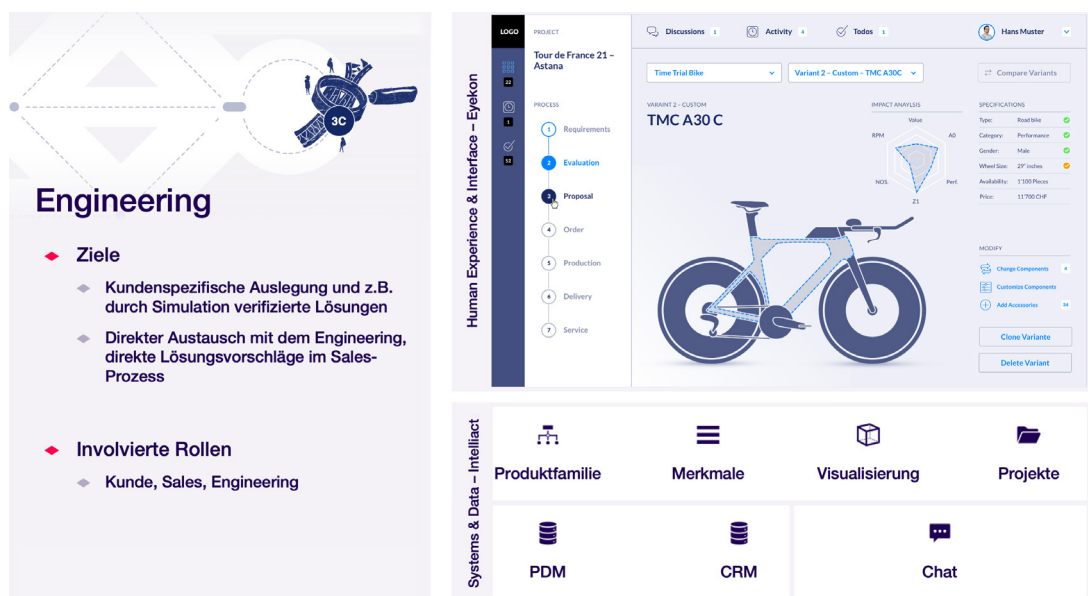 3C
Engineering
Ziele
Kundenspezifische Auslegung und z.B.
durch Simulation verifizierte Lösungen
Direkter Austausch mit dem Engineering,
direkte Lösungsvorschläge im Sales-
Prozess
Involvierte Rollen
Kunde, Sales, Engineering
Human Experience & Interface – Eyekon
LOGO
22
1
52
PROJECT
Tour de France 21 –
Astana
PROCESS
1 Requirements
2 Evaluation
3 Proposal
4 Order
5 Production
6 Delivery
7 Service
Discussions 1
Activity 4
Todos 1
Hans Muster
Time Trial Bike
Variant 2 – Custom – TMC A30C
Compare Variants
VARAINT 2 - CUSTOM
TMC A30 C
IMPACT ANAYLSIS
Value
RPM
A0
NOS.
Perf.
Z1
SPECIFICATIONS
Type: Road bike
Category: Performance
Gender: Male
Wheel Size: 29" inches
Availability: 1'100 Pieces
Price: 11'700 CHF
MODIFY
Change Components 4
Customize Components
Add Accessories
Clone Variante
Delete Variant
Systems & Data – Intelliact
Produktfamilie
Merkmale
Visualisierung
Projekte
PDM
CRM
Chat